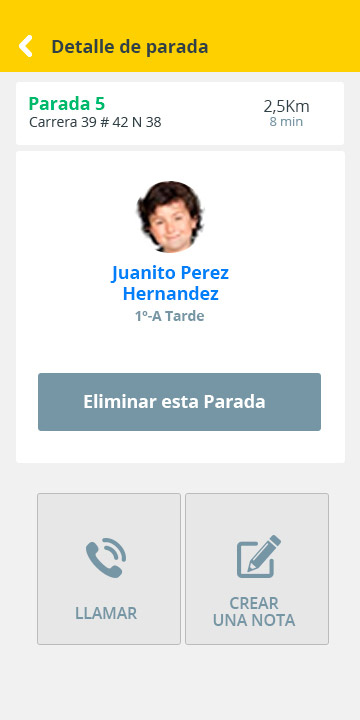 Detalle de parada
Parada 5
2,5Km
Carrera 39 # 42 N 38
8 min
Juanito Perez
Hernandez
1º-A Tarde
Eliminar esta Parada
LLAMAR
CREAR
UNA NOTA